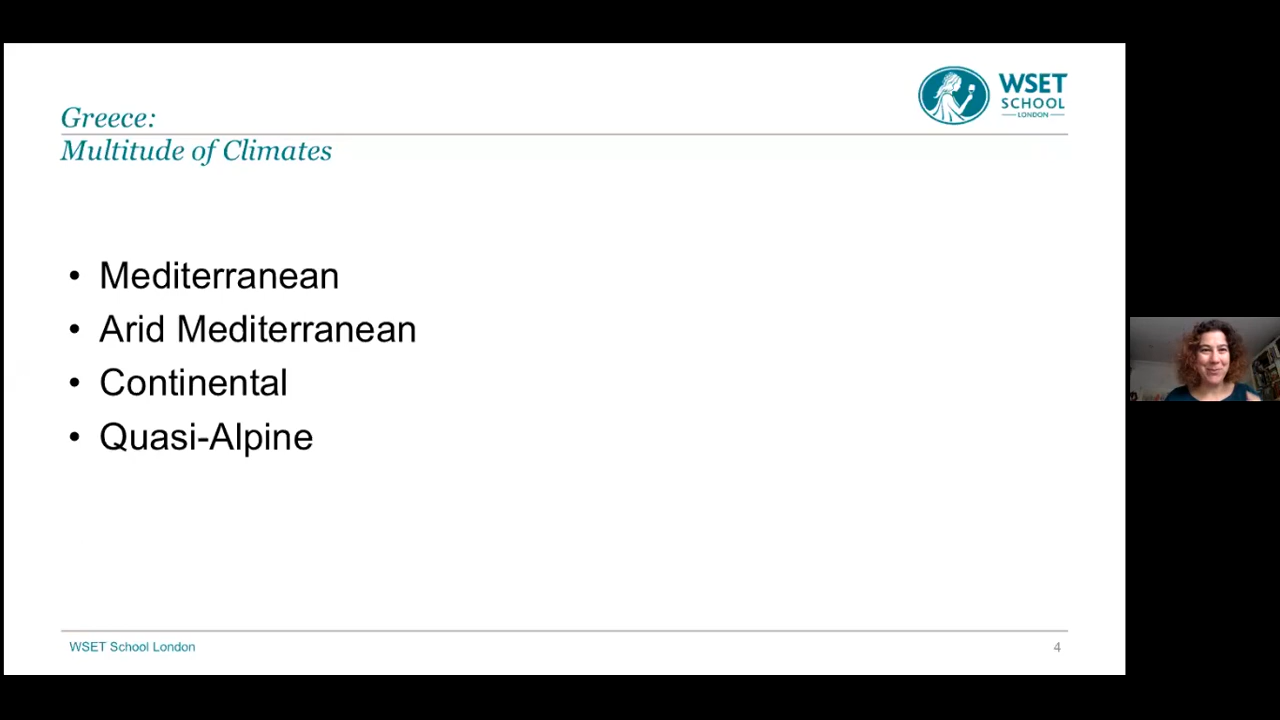 WSET
SCHOOL
LONDON
Greece:
Multitude of Climates
• Mediterranean
• Arid Mediterranean
• Continental
• Quasi-Alpine
WSET School London
4